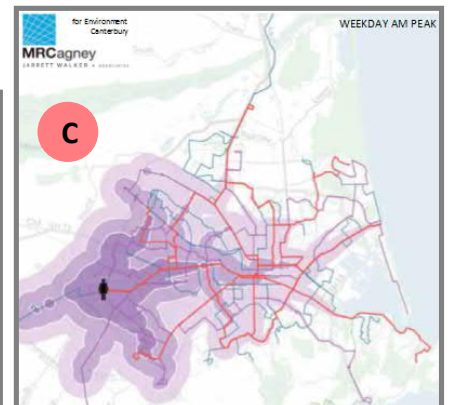 for Environment
Canterbury
WEEKDAY AM PEAK
MRCagney
JARRETT WALKER + ASSOCIATES
C